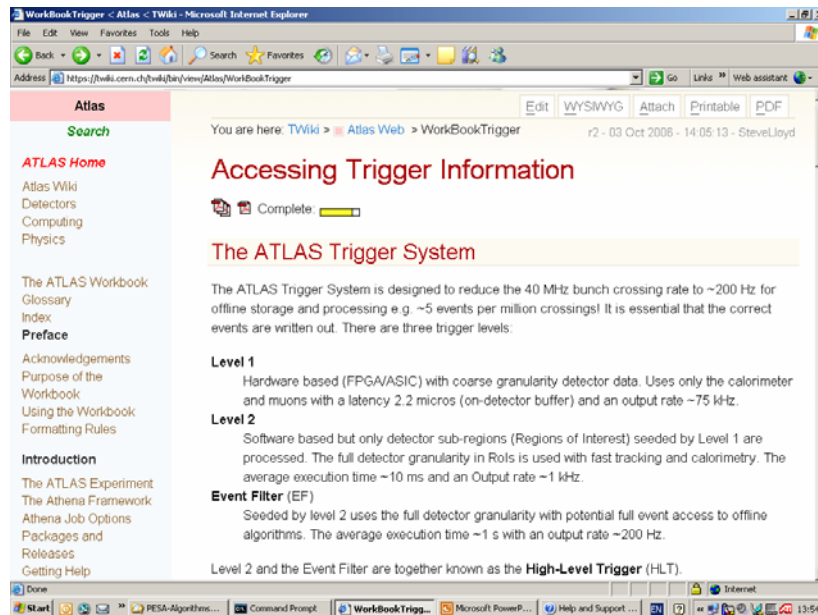 WorkBookTrigger < Atlas < TWiki - Microsoft Internet Explorer
File Edit View Favorites Tools Help
Back Search Favorites
Address https://twiki.cern.ch/twiki/bin/view/Atlas/WorkBookTrigger Go Links » Web assistant
Atlas
Search
ATLAS Home
Atlas Wiki
Detectors
Computing
Physics
The ATLAS Workbook
Glossary
Index
Preface
Acknowledgements
Purpose of the
Workbook
Using the Workbook
Formatting Rules
Introduction
The ATLAS Experiment
The Athena Framework
Athena Job Options
Packages and
Releases
Getting Help
Edit WYSIWYG Attach Printable PDF
You are here: TWiki > Atlas Web > WorkBookTrigger r2 - 03 Oct 2008 - 14:05:13 - SteveLloyd
Accessing Trigger Information
Complete:
The ATLAS Trigger System
The ATLAS Trigger System is designed to reduce the 40 MHz bunch crossing rate to ~200 Hz for
offline storage and processing e.g. ~5 events per million crossings! It is essential that the correct
events are written out. There are three trigger levels:
Level 1
Hardware based (FPGA/ASIC) with coarse granularity detector data. Uses only the calorimeter
and muons with a latency 2.2 micros (on-detector buffer) and an output rate ~75 kHz.
Level 2
Software based but only detector sub-regions (Regions of Interest) seeded by Level 1 are
processed. The full detector granularity in RoIs is used with fast tracking and calorimetry. The
average execution time ~10 ms and an Output rate ~1 kHz.
Event Filter (EF)
Seeded by level 2 uses the full detector granularity with potential full event access to offline
algorithms. The average execution time ~1 s with an output rate ~200 Hz.
Level 2 and the Event Filter are together known as the High-Level Trigger (HLT).
Done Internet
Start » PESA-Algorithms... Command Prompt WorkBookTrigg... Microsoft PowerP... Help and Support ... EN « 13:54